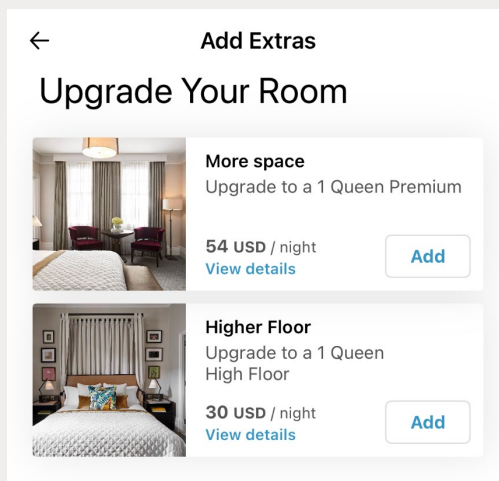 Add Extras
Upgrade Your Room
More space
Upgrade to a 1 Queen Premium
54 USD / night
View details
Add
Higher Floor
Upgrade to a 1 Queen
High Floor
30 USD / night
View details
Add